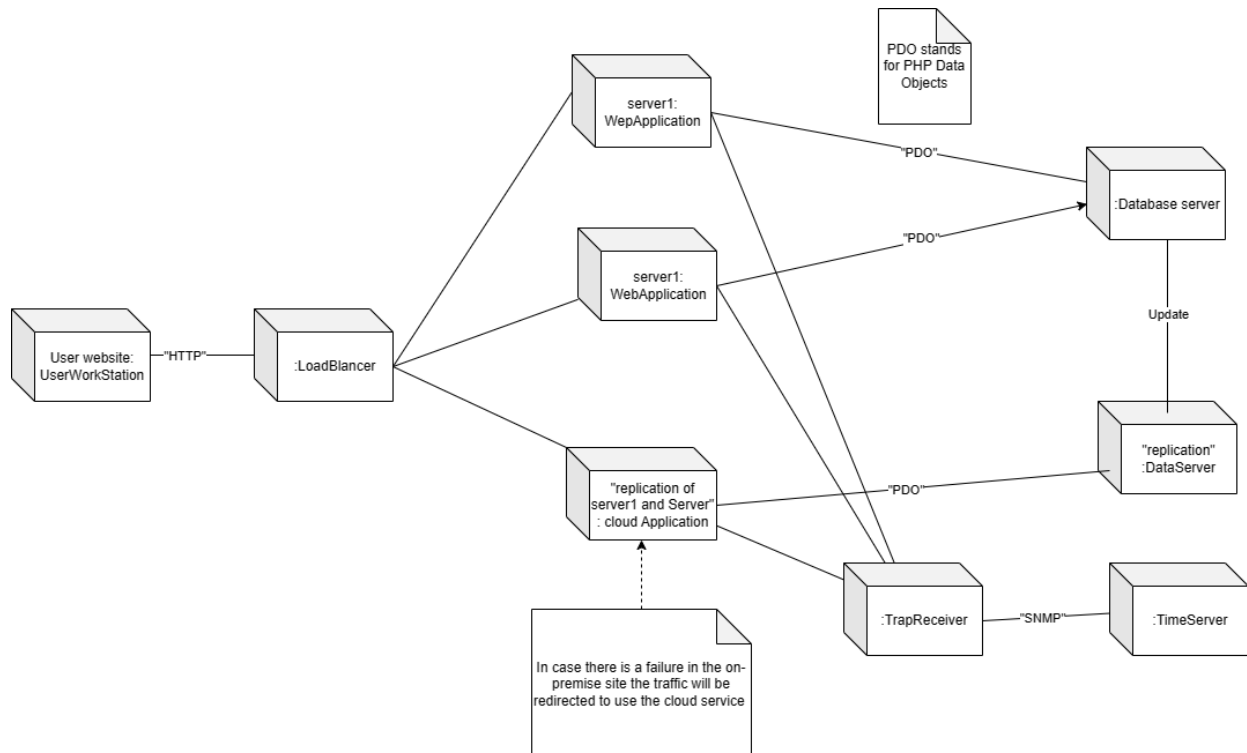 PDO stands
for PHP Data
Objects
server1:
WepApplication
"PDO"
:Database server
server1:
WebApplication
"PDO"
Update
User website:
UserWorkStation
"HTTP"
:LoadBlancer
"replication of
server1 and Server"
: cloud Application
"PDO"
"replication"
:DataServer
:TrapReceiver
"SNMP"
:TimeServer
In case there is a failure in the on-
premise site the traffic will be
redirected to use the cloud service